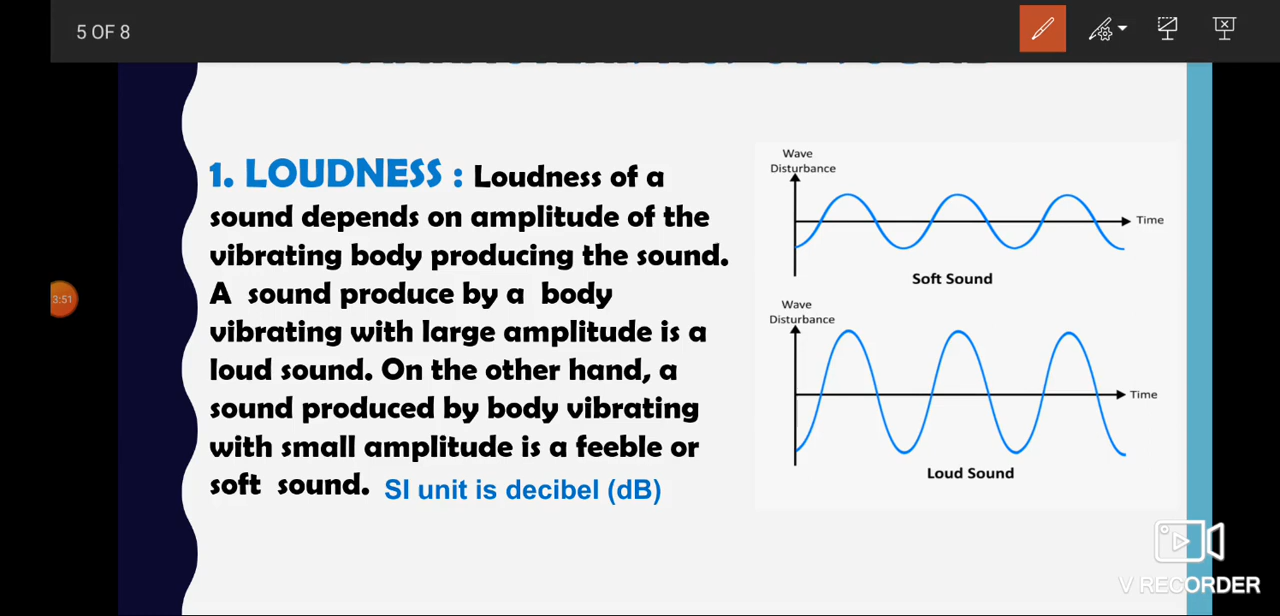 5 OF 8
1. LOUDNESS : Loudness of a
sound depends on amplitude of the
vibrating body producing the sound.
A sound produce by a body
vibrating with large amplitude is a
loud sound. On the other hand, a
sound produced by body vibrating
with small amplitude is a feeble or
soft sound. SI unit is decibel (dB)
Wave
Disturbance
Time
Soft Sound
Wave
Disturbance
Time
Loud Sound
3:51
V RECORDER